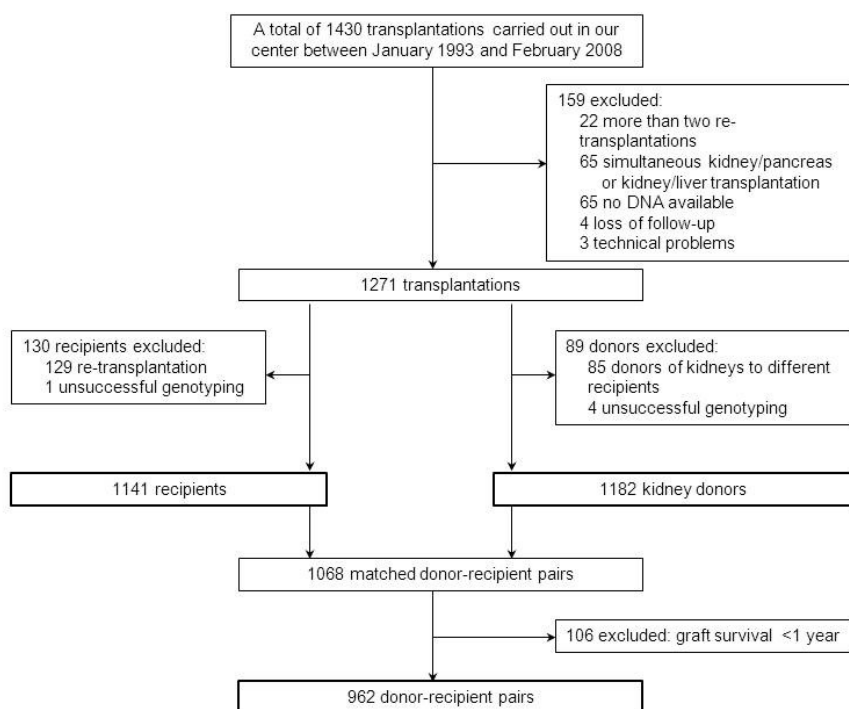 A total of 1430 transplantations carried out in our
center between January 1993 and February 2008
159 excluded:
22 more than two re-
transplantations
65 simultaneous kidney/pancreas
or kidney/liver transplantation
65 no DNA available
4 loss of follow-up
3 technical problems
1271 transplantations
130 recipients excluded:
129 re-transplantation
1 unsuccessful genotyping
89 donors excluded:
85 donors of kidneys to different
recipients
4 unsuccessful genotyping
1141 recipients
1182 kidney donors
1068 matched donor-recipient pairs
106 excluded: graft survival <1 year
962 donor-recipient pairs